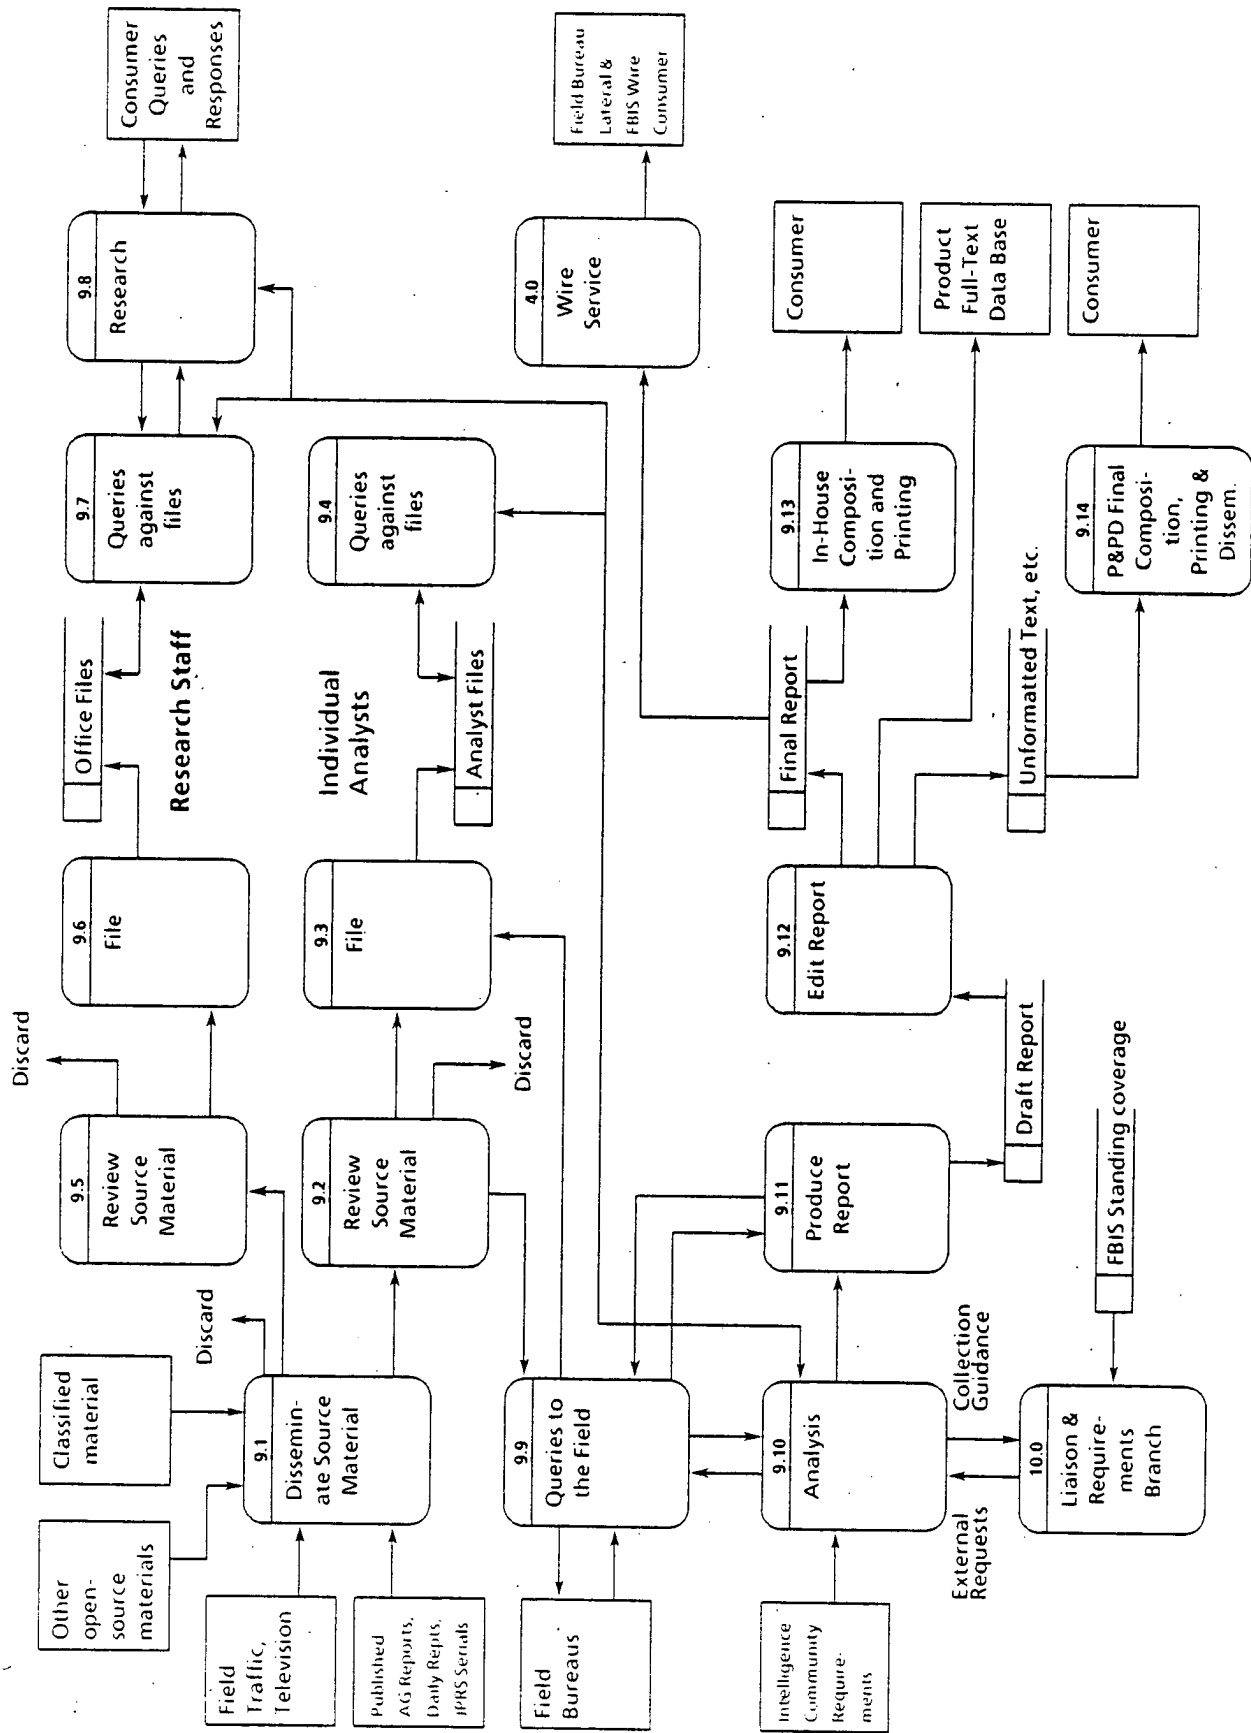 Other
open-
source
materials
Classified
material
Field
Traffic,
Television
Published
AG Reports,
Daily Repts,
JPRS Serials
9.1
Dissemin-
ate Source
Material
Discard
9.5
Review
Source
Material
Discard
9.6
File
Office Files
Research Staff
9.7
Queries
against
files
9.8
Research
Consumer
Queries
and
Responses
9.2
Review
Source
Material
Discard
9.3
File
Individual
Analysts
Analyst Files
9.4
Queries
against
files
Field
Bureaus
9.9
Queries to
the Field
4.0
Wire
Service
Field Bureau
Lateral &
FBIS Wire
Consumer
Intelligence
Community
Require-
ments
9.10
Analysis
9.11
Produce
Report
Draft Report
9.12
Edit Report
Final Report
9.13
In-House
Composi-
tion and
Printing
Consumer
Product
Full-Text
Data Base
External
Requests
Collection
Guidance
10.0
Liaison &
Require-
ments
Branch
FBIS Standing coverage
Unformatted Text, etc.
9.14
P&PD Final
Composi-
tion,
Printing &
Dissem.
Consumer